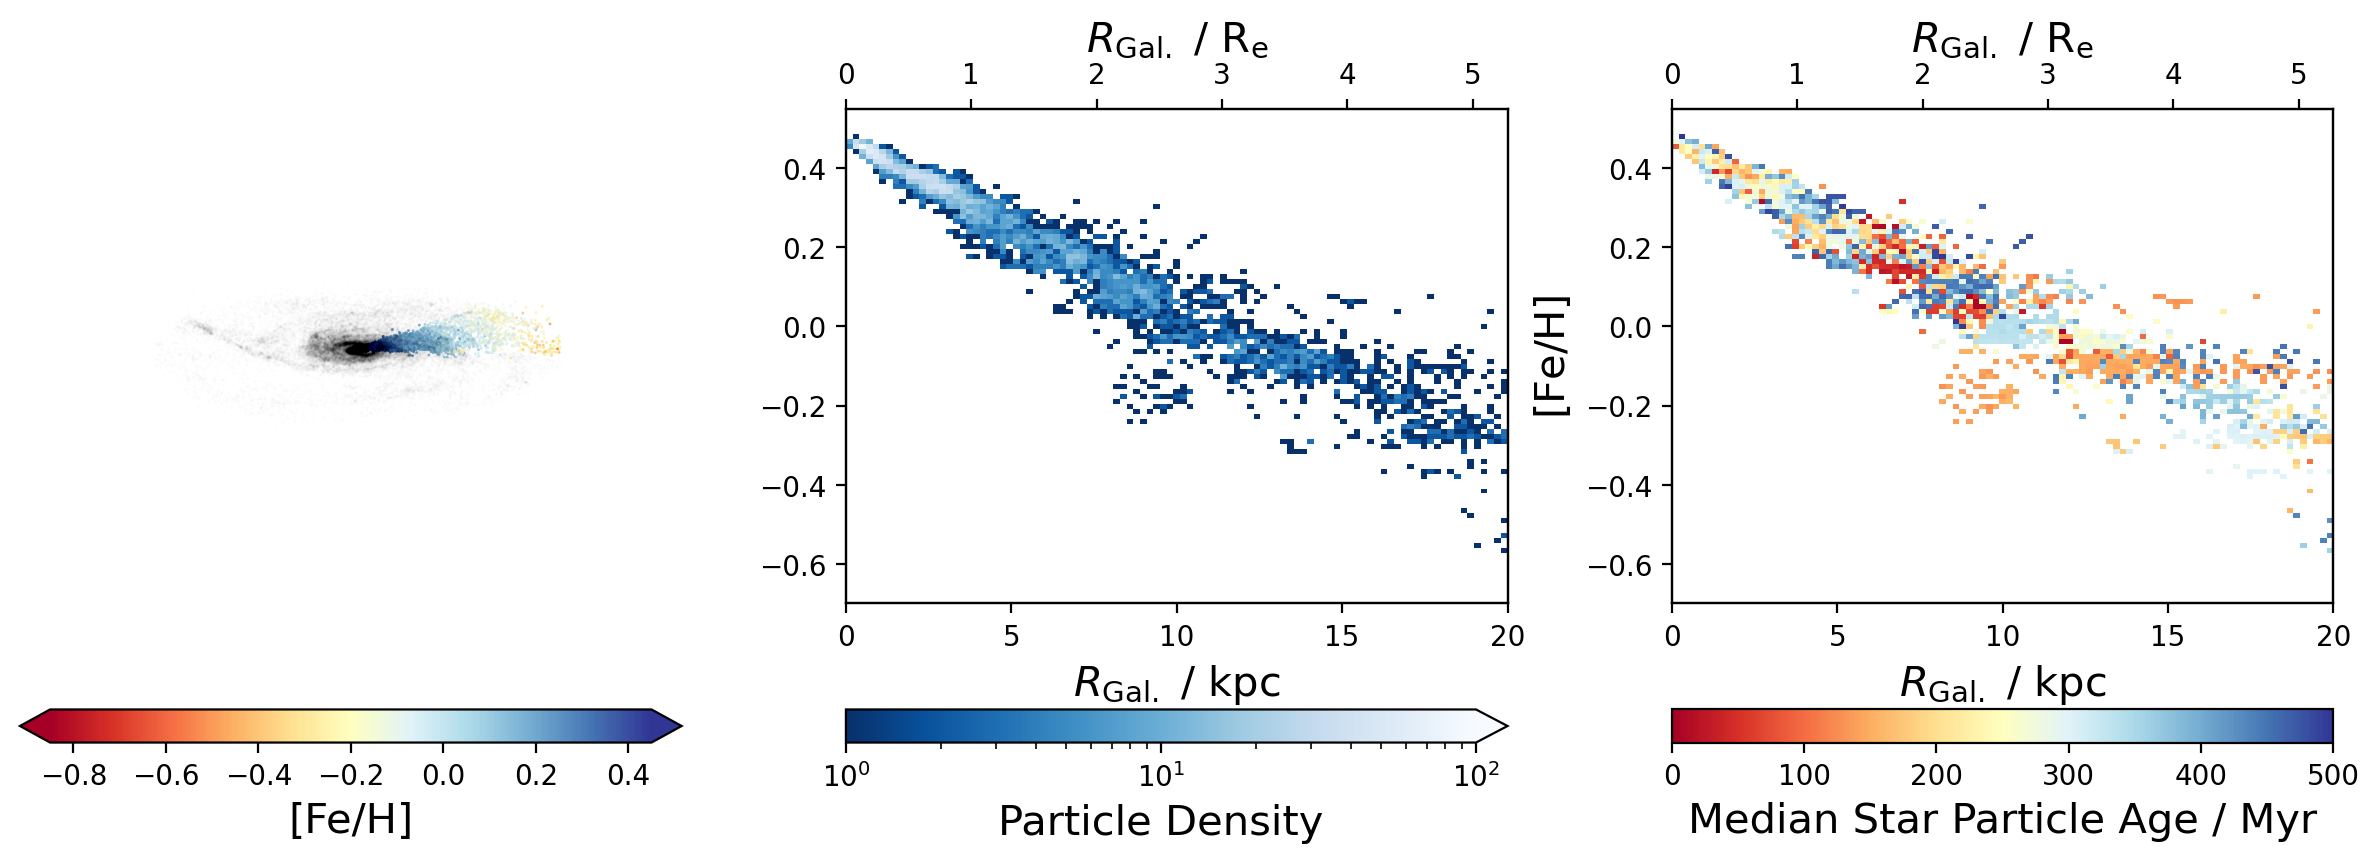 −0.8 −0.6 −0.4 −0.2 0.0 0.2 0.4
[Fe/H]
R_Gal. / R_e
0 1 2 3 4 5
0.4
0.2
0.0
−0.2
−0.4
−0.6
0 5 10 15 20
R_Gal. / kpc
10^0 10^1 10^2
Particle Density
R_Gal. / R_e
0 1 2 3 4 5
[Fe/H]
0.4
0.2
0.0
−0.2
−0.4
−0.6
0 5 10 15 20
R_Gal. / kpc
0 100 200 300 400 500
Median Star Particle Age / Myr